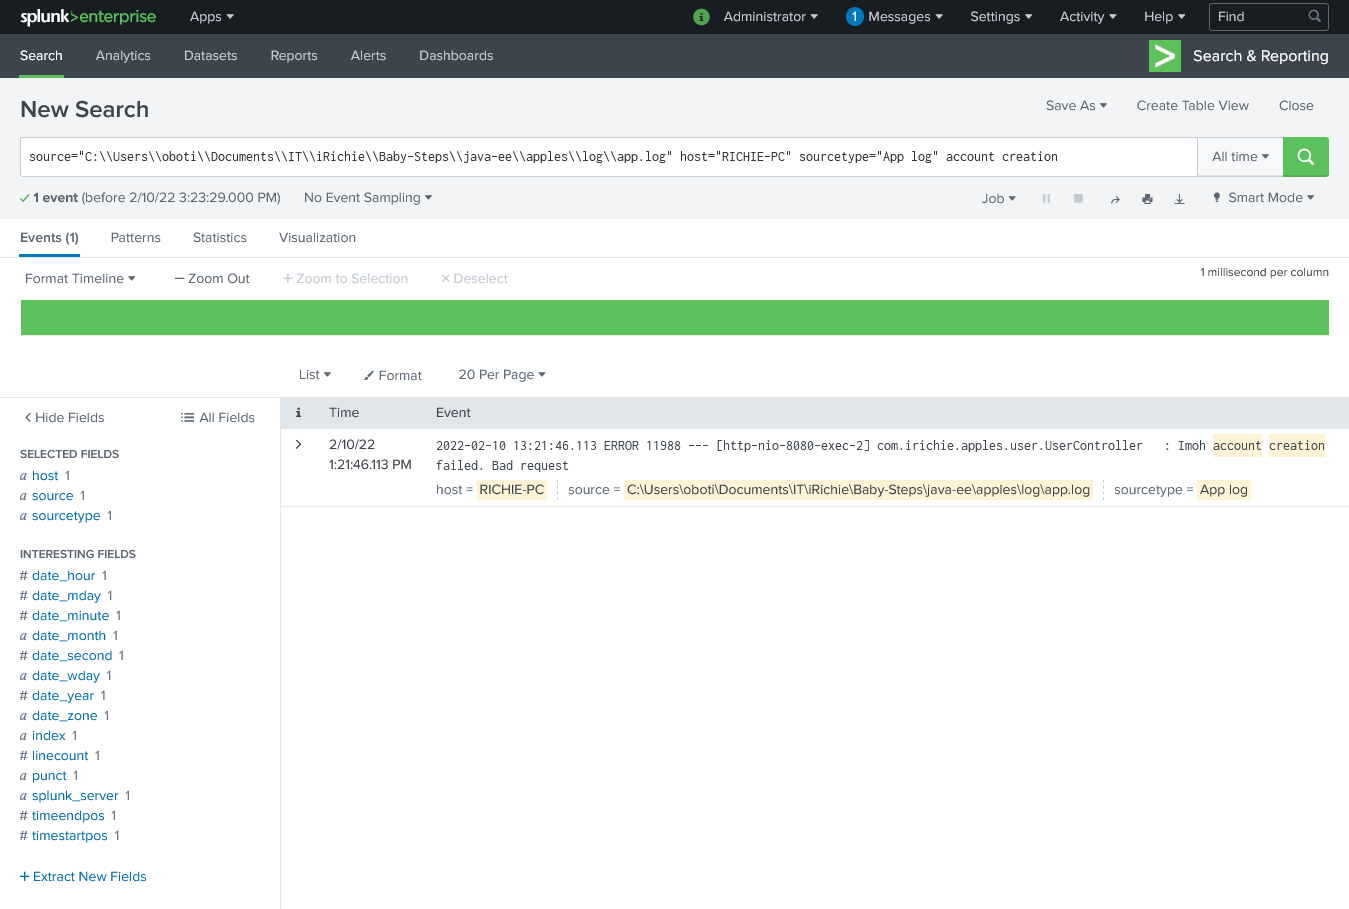 splunk>enterprise Apps i Administrator 1 Messages Settings Activity Help Find
Search Analytics Datasets Reports Alerts Dashboards Search & Reporting
New Search Save As Create Table View Close
source="C:\\Users\\oboti\\Documents\\IT\\iRichie\\Baby-Steps\\java-ee\\apples\\log\\app.log" host="RICHIE-PC" sourcetype="App log" account creation All time
1 event (before 2/10/22 3:23:29.000 PM) No Event Sampling Job Smart Mode
Events (1) Patterns Statistics Visualization
Format Timeline — Zoom Out + Zoom to Selection × Deselect 1 millisecond per column
List Format 20 Per Page
< Hide Fields All Fields i Time Event
SELECTED FIELDS
a host 1
a source 1
a sourcetype 1
INTERESTING FIELDS
# date_hour 1
# date_mday 1
# date_minute 1
a date_month 1
# date_second 1
a date_wday 1
# date_year 1
a date_zone 1
a index 1
# linecount 1
a punct 1
a splunk_server 1
# timeendpos 1
# timestartpos 1
+ Extract New Fields
> 2/10/22
1:21:46.113 PM
2022-02-10 13:21:46.113 ERROR 11988 --- [http-nio-8080-exec-2] com.irichie.apples.user.UserController : Imoh account creation
failed. Bad request
host = RICHIE-PC source = C:\Users\oboti\Documents\IT\iRichie\Baby-Steps\java-ee\apples\log\app.log sourcetype = App log